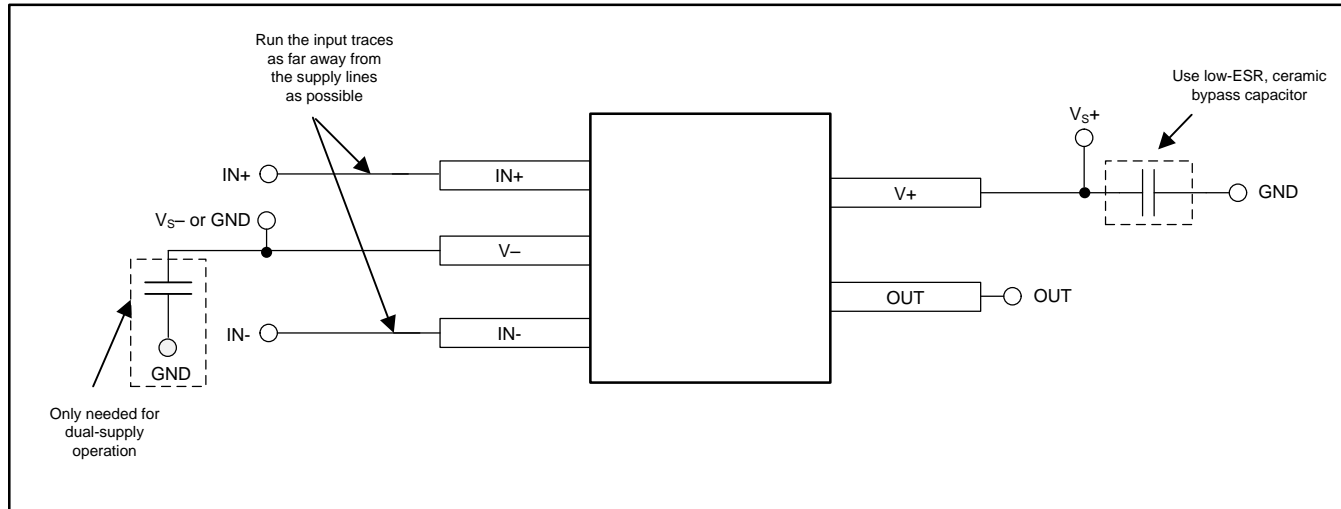 Run the input traces
as far away from
the supply lines
as possible
Use low-ESR, ceramic
bypass capacitor
VS+
IN+
IN+
V+
GND
VS– or GND
V–
OUT
OUT
IN-
IN-
GND
Only needed for
dual-supply
operation